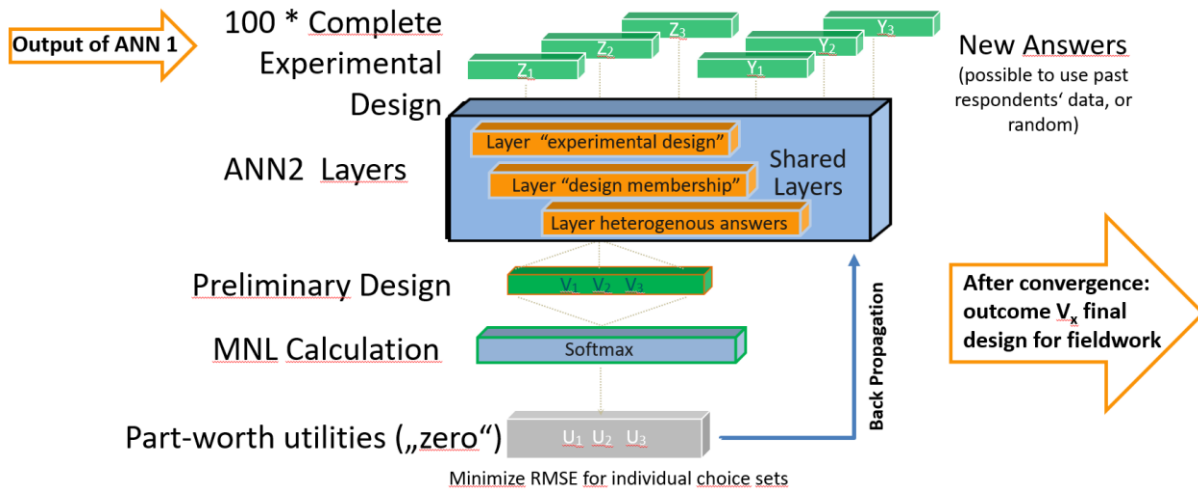 Output of ANN 1
100 * Complete
Experimental
Design
Z1
Z2
Z3
Y1
Y2
Y3
New Answers
(possible to use past
respondents‘ data, or
random)
ANN2 Layers
Layer “experimental design”
Layer “design membership”
Layer heterogenous answers
Shared
Layers
Preliminary Design
V1 V2 V3
MNL Calculation
Softmax
Part-worth utilities („zero“)
U1 U2 U3
Back Propagation
Minimize RMSE for individual choice sets
After convergence:
outcome Vx final
design for fieldwork